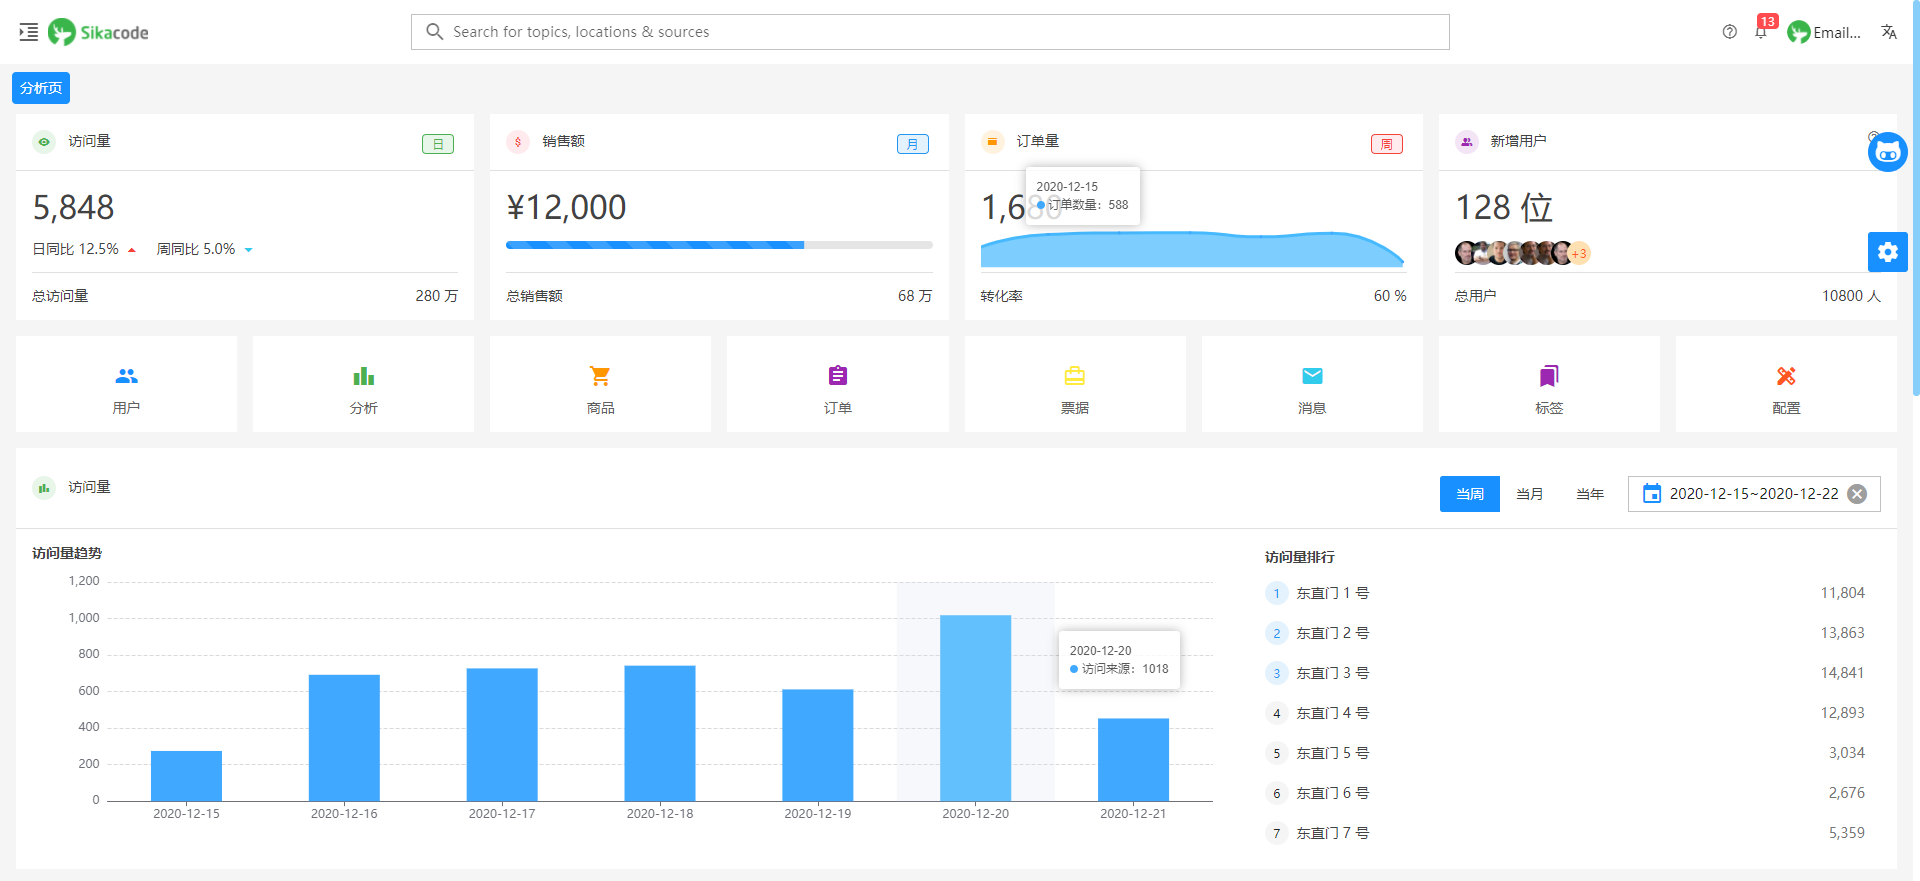 Sikacode
Search for topics, locations & sources
13
Email...
分析页
访问量
日
5,848
日同比 12.5%
周同比 5.0%
总访问量
280 万
销售额
月
¥12,000
总销售额
68 万
订单量
周
1,680
2020-12-15
订单数量: 588
转化率
60 %
新增用户
128 位
+3
总用户
10800 人
用户
分析
商品
订单
票据
消息
标签
配置
访问量
当周
当月
当年
2020-12-15~2020-12-22
访问量趋势
1,200
1,000
800
600
400
200
0
2020-12-15
2020-12-16
2020-12-17
2020-12-18
2020-12-19
2020-12-20
2020-12-21
2020-12-20
访问来源: 1018
访问量排行
1 东直门 1 号 11,804
2 东直门 2 号 13,863
3 东直门 3 号 14,841
4 东直门 4 号 12,893
5 东直门 5 号 3,034
6 东直门 6 号 2,676
7 东直门 7 号 5,359